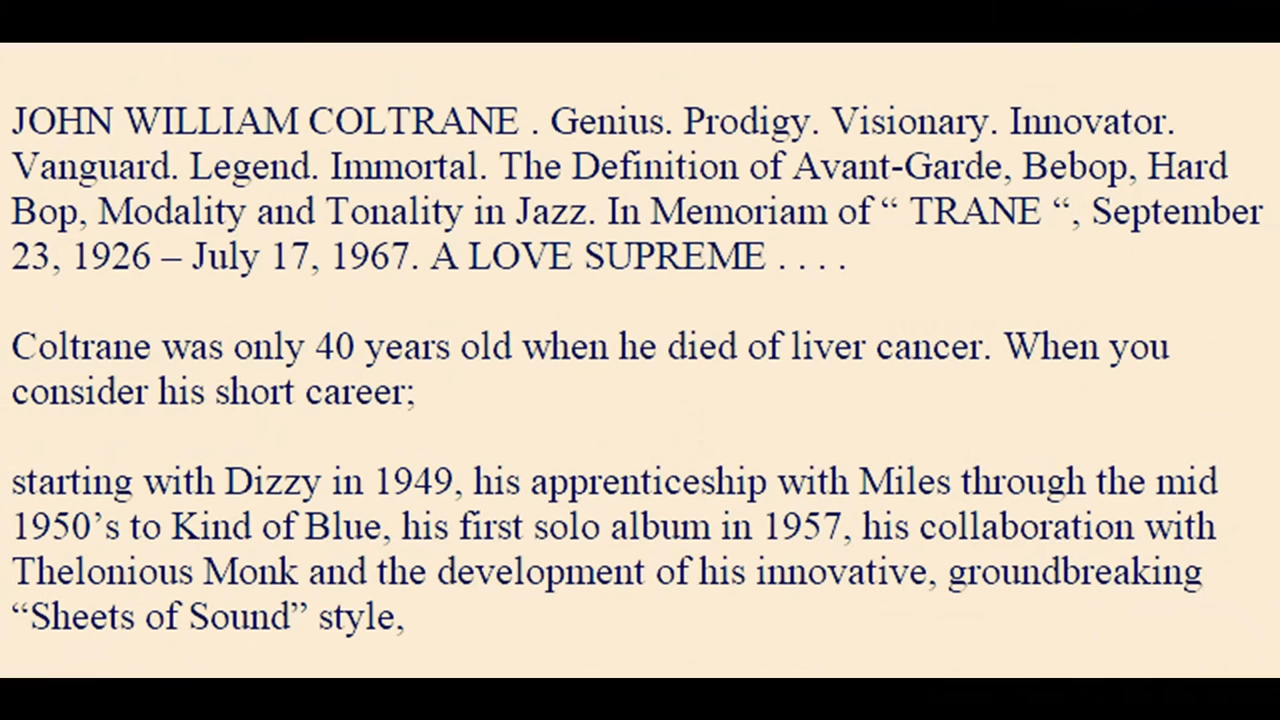 JOHN WILLIAM COLTRANE . Genius. Prodigy. Visionary. Innovator.
Vanguard. Legend. Immortal. The Definition of Avant-Garde, Bebop, Hard
Bop, Modality and Tonality in Jazz. In Memoriam of “ TRANE “, September
23, 1926 – July 17, 1967. A LOVE SUPREME . . . .
Coltrane was only 40 years old when he died of liver cancer. When you
consider his short career;
starting with Dizzy in 1949, his apprenticeship with Miles through the mid
1950’s to Kind of Blue, his first solo album in 1957, his collaboration with
Thelonious Monk and the development of his innovative, groundbreaking
“Sheets of Sound” style,